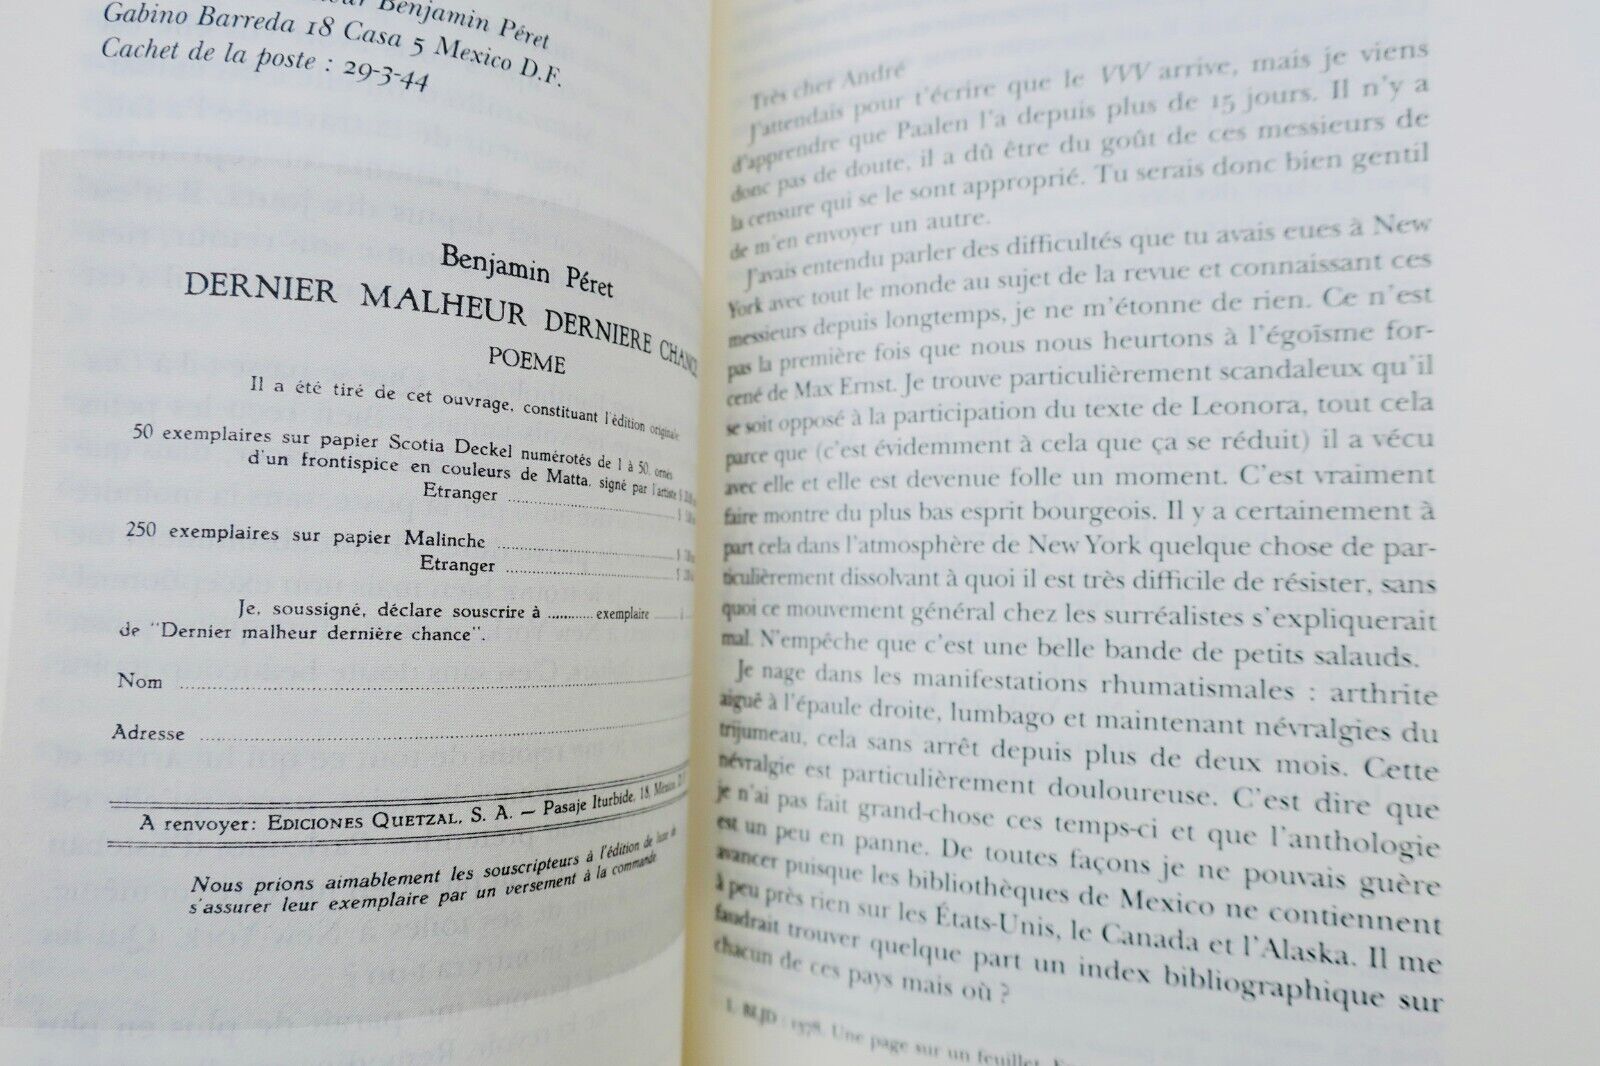 Benjamin Péret
Gabino Barreda 18 Casa 5 Mexico D.F.
Cachet de la poste : 29-3-44
Benjamin Péret
DERNIER MALHEUR DERNIERE CHANCE
POEME
Il a été tiré de cet ouvrage, constituant l'édition originale:
50 exemplaires sur papier Scotia Deckel numérotés de 1 à 50, ornés
d'un frontispice en couleurs de Matta, signé par l'artiste $
Etranger .................... $
250 exemplaires sur papier Malinche .................... $
Etranger .................... $
Je, soussigné, déclare souscrire à ............ exemplaire
de "Dernier malheur dernière chance".
Nom ....................
Adresse ....................
A renvoyer: EDICIONES QUETZAL, S. A. — Pasaje Iturbide, 18, Mexico, D.
Nous prions aimablement les souscripteurs à l'édition de luxe de
s'assurer leur exemplaire par un versement à la commande
Très cher André
J'attendais pour t'écrire que le VVV arrive, mais je viens
d'apprendre que Paalen l'a depuis plus de 15 jours. Il n'y a
donc pas de doute, il a dû être du goût de ces messieurs de
la censure qui se le sont approprié. Tu serais donc bien gentil
de m'en envoyer un autre.
J'avais entendu parler des difficultés que tu avais eues à New
York avec tout le monde au sujet de la revue et connaissant ces
messieurs depuis longtemps, je ne m'étonne de rien. Ce n'est
pas la première fois que nous nous heurtons à l'égoïsme for-
cené de Max Ernst. Je trouve particulièrement scandaleux qu'il
se soit opposé à la participation du texte de Leonora, tout cela
parce que (c'est évidemment à cela que ça se réduit) il a vécu
avec elle et elle est devenue folle un moment. C'est vraiment
faire montre du plus bas esprit bourgeois. Il y a certainement à
part cela dans l'atmosphère de New York quelque chose de par-
ticulièrement dissolvant à quoi il est très difficile de résister, sans
quoi ce mouvement général chez les surréalistes s'expliquerait
mal. N'empêche que c'est une belle bande de petits salauds.
Je nage dans les manifestations rhumatismales : arthrite
aiguë à l'épaule droite, lumbago et maintenant névralgies du
trijumeau, cela sans arrêt depuis plus de deux mois. Cette
névralgie est particulièrement douloureuse. C'est dire que
je n'ai pas fait grand-chose ces temps-ci et que l'anthologie
est un peu en panne. De toutes façons je ne pouvais guère
avancer puisque les bibliothèques de Mexico ne contiennent
à peu près rien sur les États-Unis, le Canada et l'Alaska. Il me
faudrait trouver quelque part un index bibliographique sur
chacun de ces pays mais où ?
1. BLJD : 1378. Une page sur un feuillet.